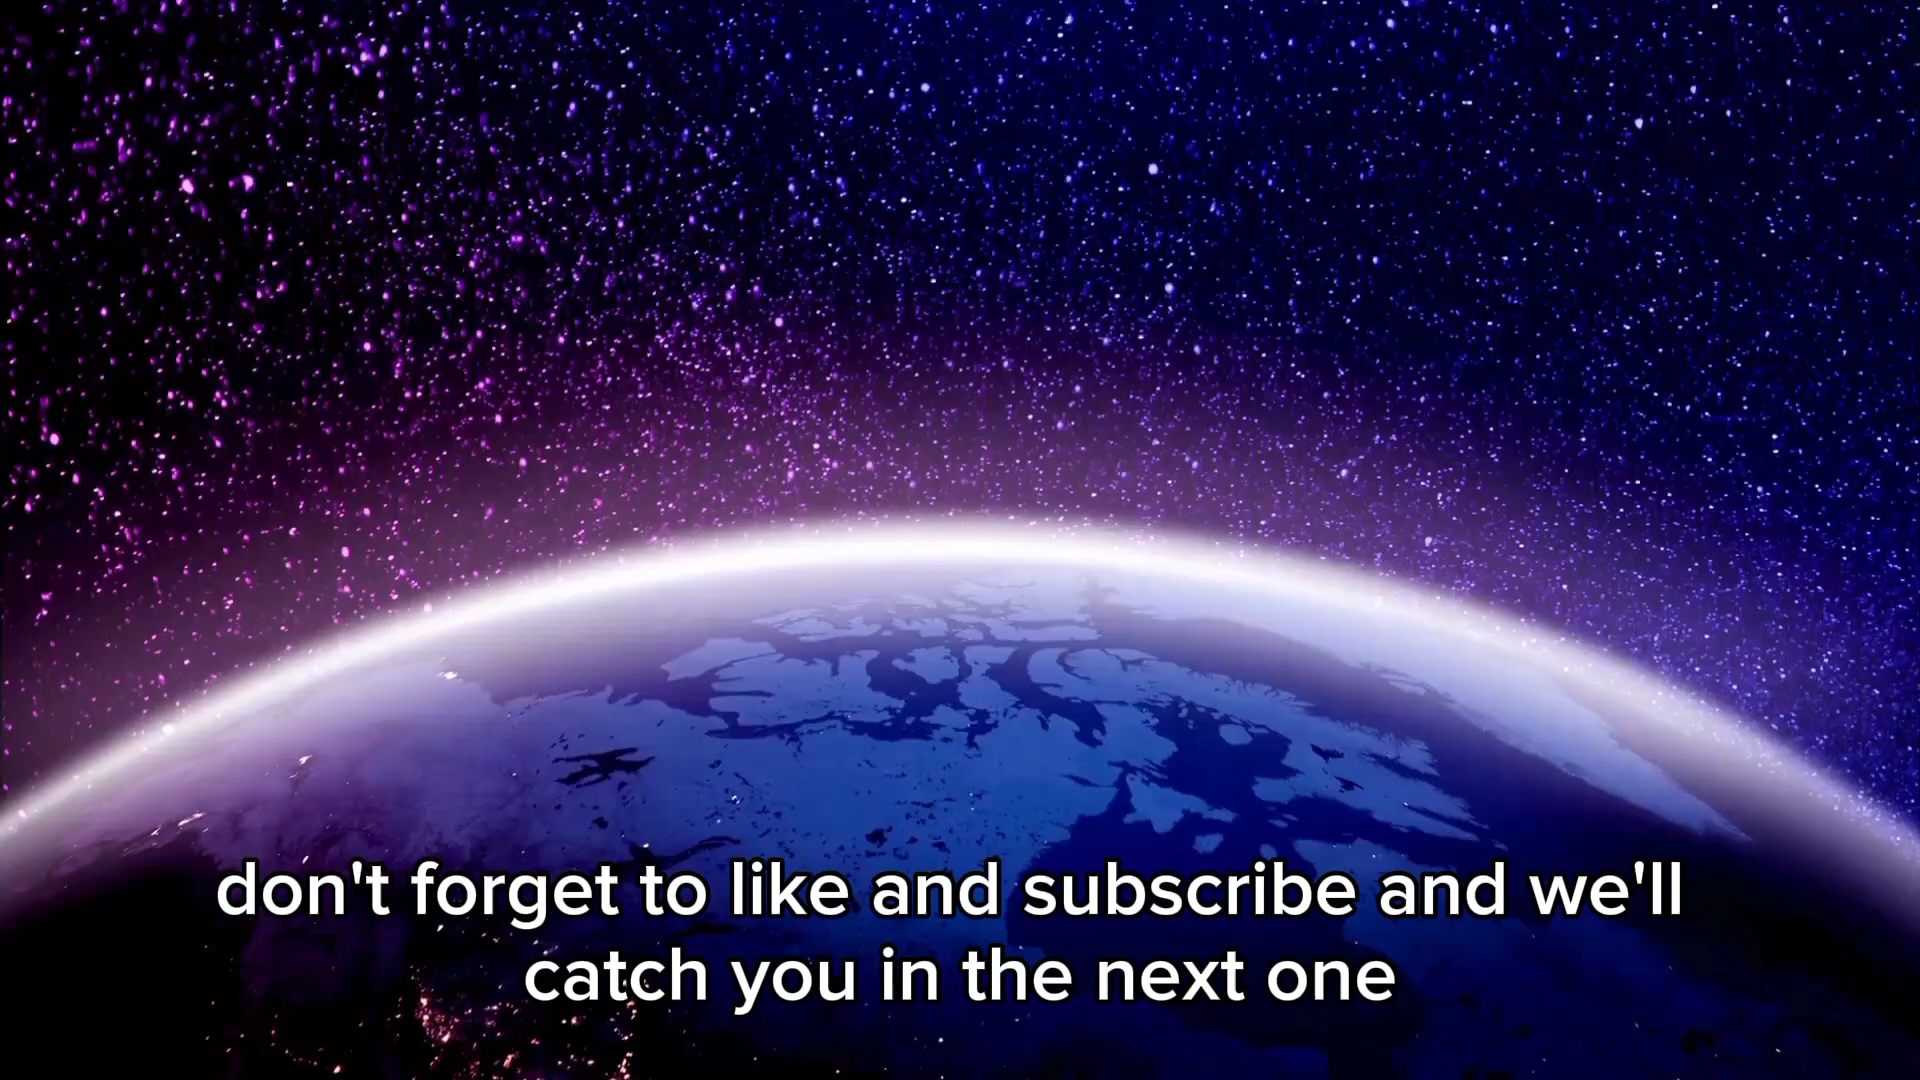 don't forget to like and subscribe and we'll
catch you in the next one